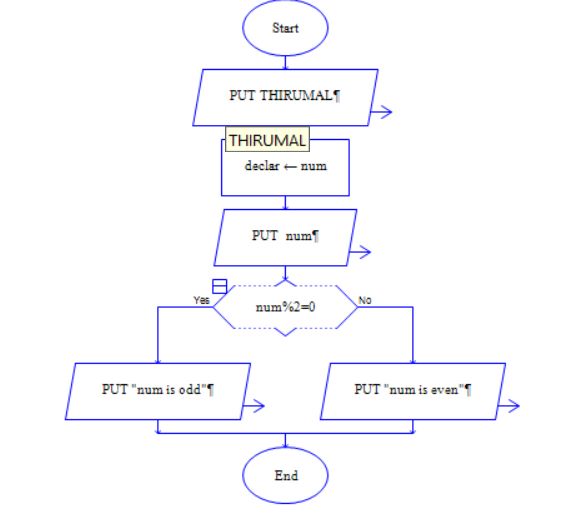 Start
PUT THIRUMAL¶
THIRUMAL
declar ← num
PUT num¶
Yes
num%2=0
No
PUT "num is odd"¶
PUT "num is even"¶
End